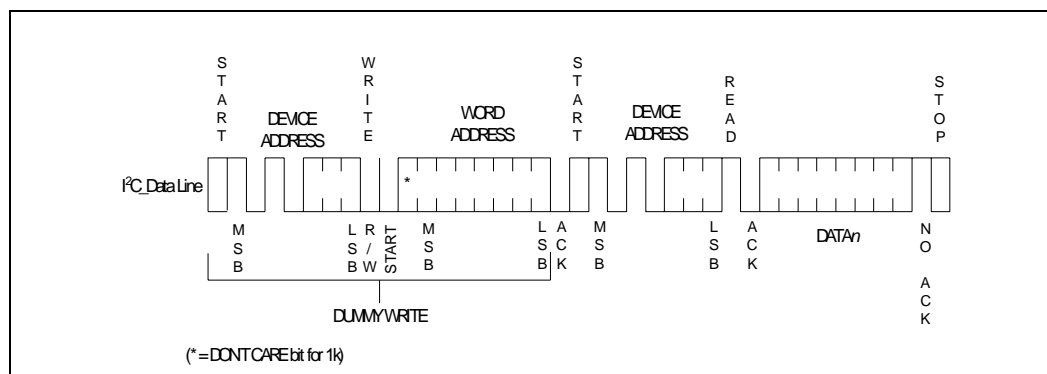 START
WRITE
START
READ
STOP
DEVICE
ADDRESS
WORD
ADDRESS
DEVICE
ADDRESS
I²C_Data Line
*
MSB
LSB
R/W
START
MSB
LSB
ACK
MSB
LSB
ACK
DATAn
NO ACK
DUMMY WRITE
(* = DONT CARE bit for 1k)